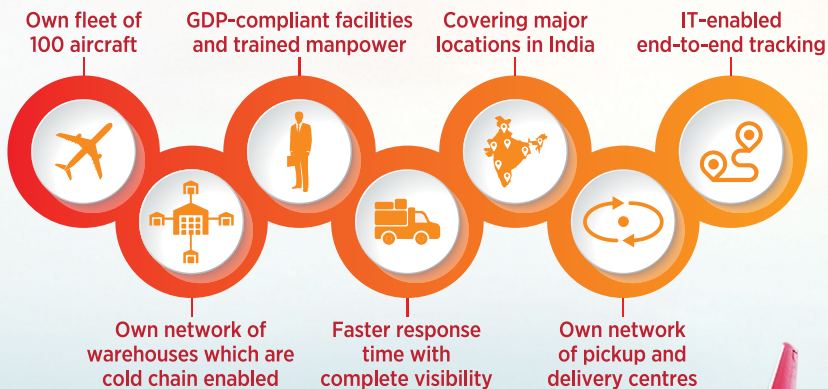 Own fleet of
100 aircraft
GDP-compliant facilities
and trained manpower
Covering major
locations in India
IT-enabled
end-to-end tracking
Own network of
warehouses which are
cold chain enabled
Faster response
time with
complete visibility
Own network
of pickup and
delivery centres